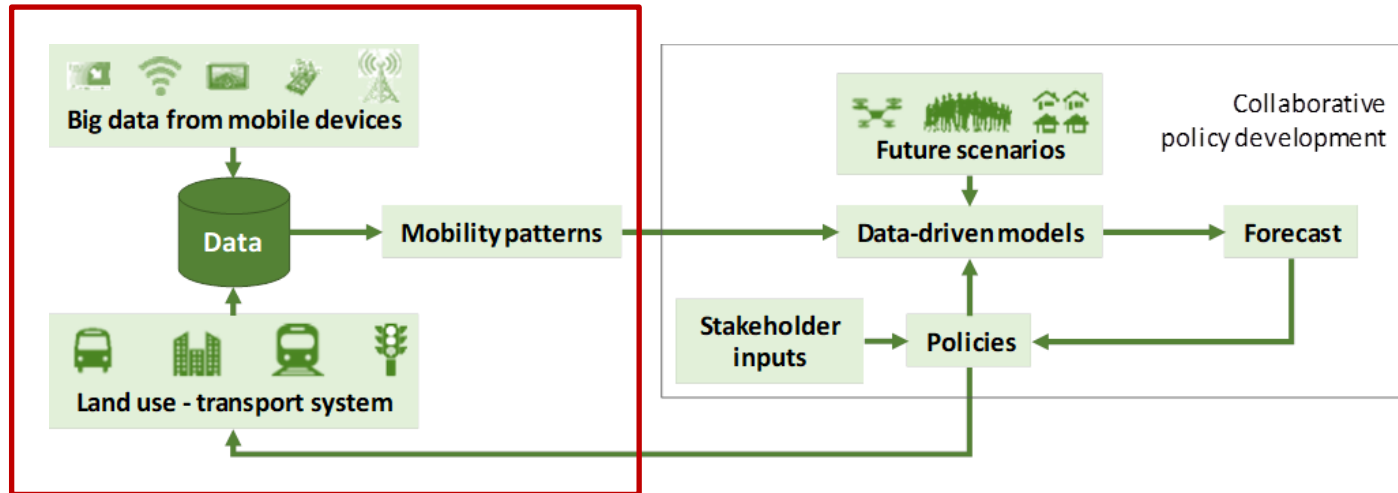 Big data from mobile devices
Data
Mobility patterns
Land use - transport system
Collaborative
policy development
Future scenarios
Data-driven models
Forecast
Stakeholder
inputs
Policies